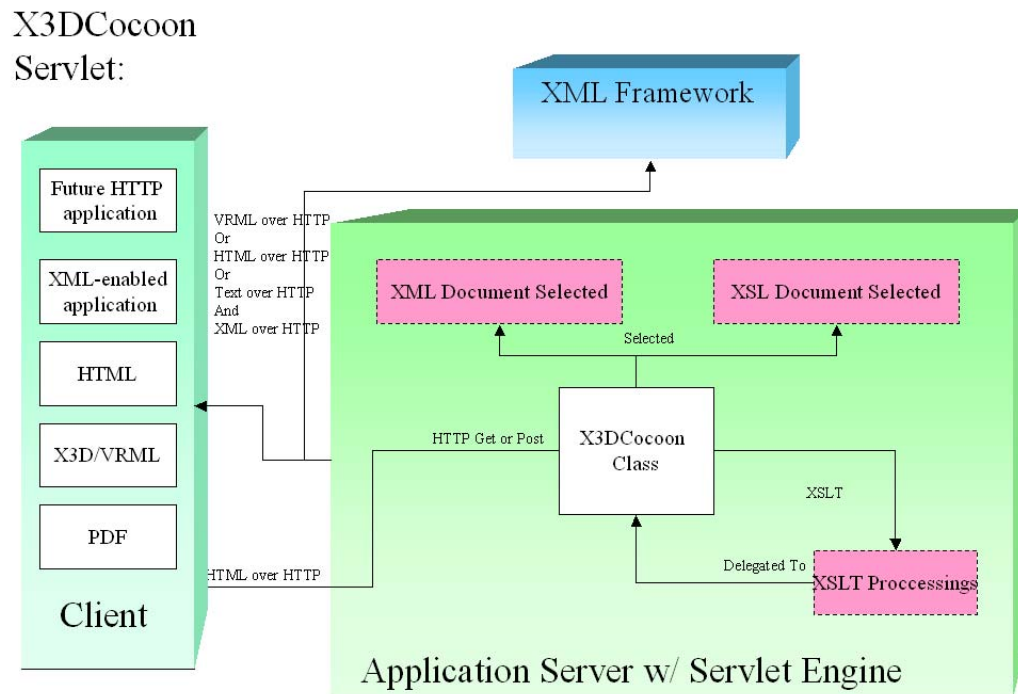 X3DCocoon
Servlet:
XML Framework
Future HTTP
application
XML-enabled
application
HTML
X3D/VRML
PDF
Client
VRML over HTTP
Or
HTML over HTTP
Or
Text over HTTP
And
XML over HTTP
XML Document Selected
XSL Document Selected
Selected
HTTP Get or Post
X3DCocoon
Class
XSLT
Delegated To
XSLT Proccessings
HTML over HTTP
Application Server w/ Servlet Engine